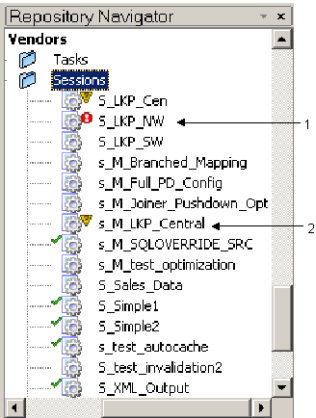 Repository Navigator
Vendors
Tasks
Sessions
S_LKP_Cen
S_LKP_NW
1
S_LKP_SW
s_M_Branched_Mapping
s_M_Full_PD_Config
s_M_Joiner_Pushdown_Opt
s_M_LKP_Central
2
s_M_SQLOVERRIDE_SRC
s_M_test_optimization
S_Sales_Data
S_Simple1
S_Simple2
s_test_autocache
S_test_invalidation2
S_XML_Output